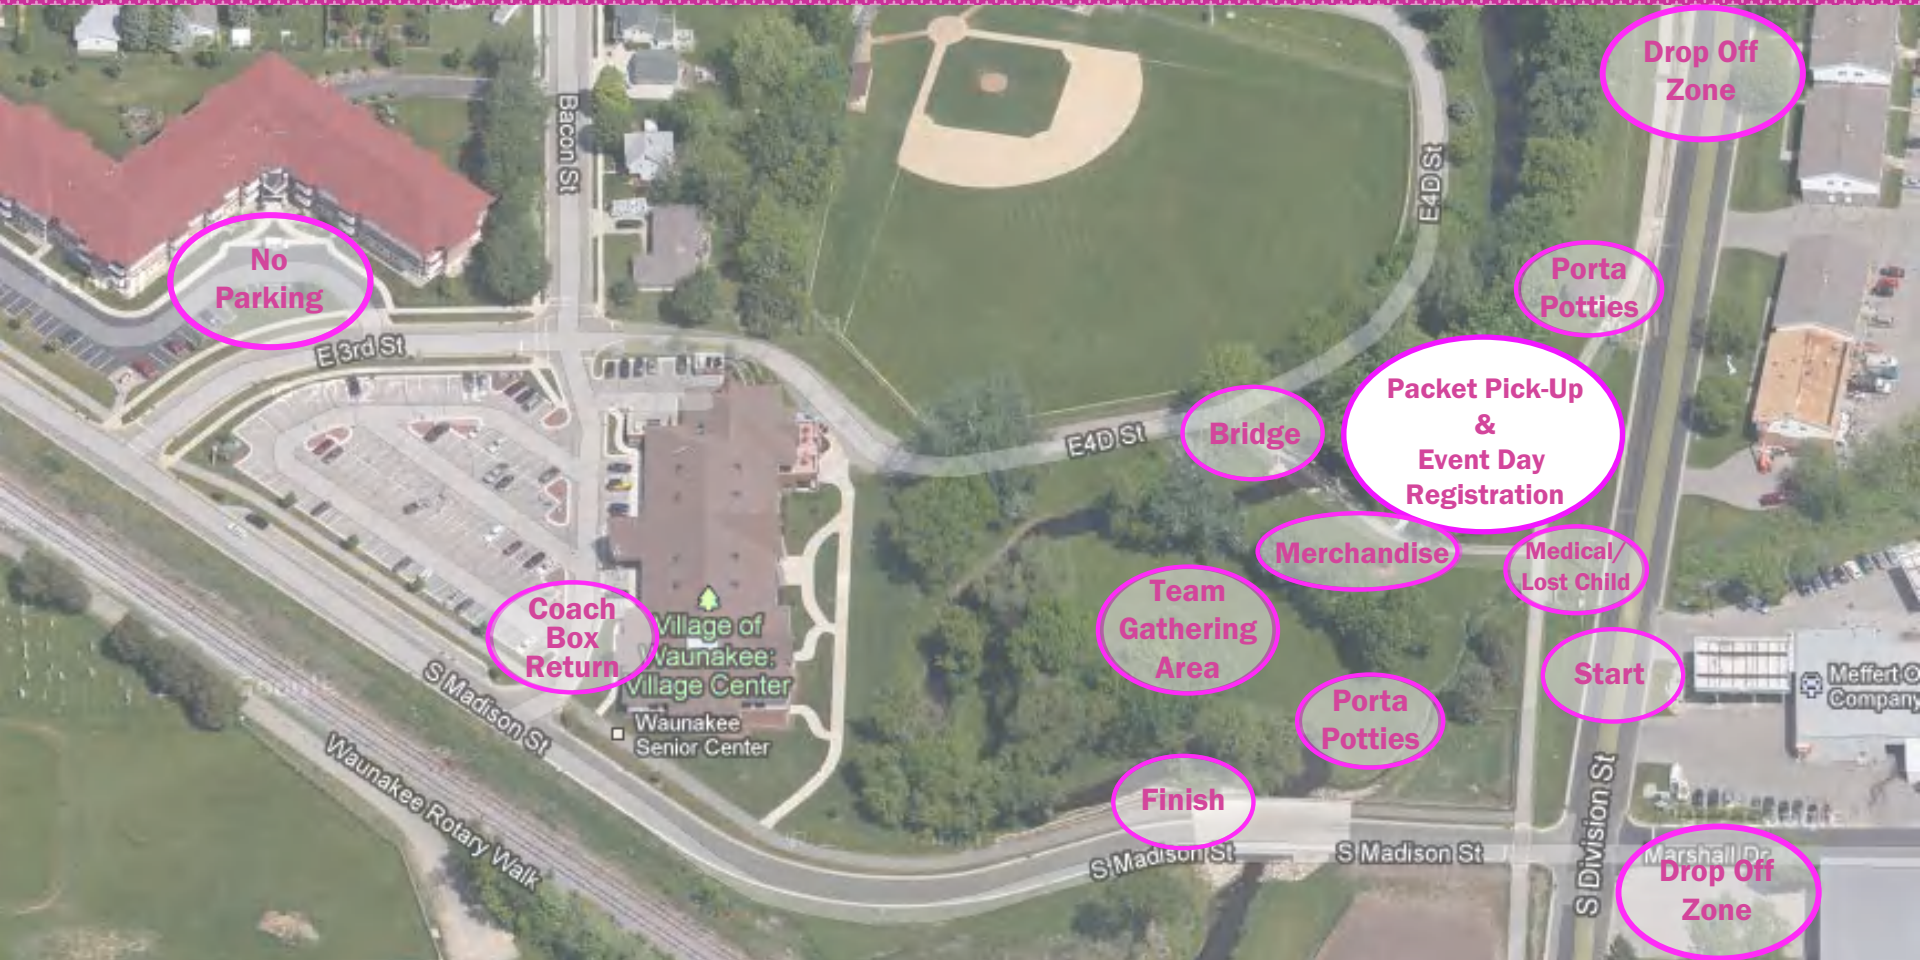 Drop Off
Zone
Bacon St
E4D St
No
Parking
Porta
Potties
E 3rd St
Packet Pick-Up
&
Event Day
Registration
Bridge
E4D St
Merchandise
Medical/
Lost Child
Team
Gathering
Area
Coach
Box
Return
Village of
Waunakee:
Village Center
Start
Meffert O
Company
S Madison St
Porta
Potties
Waunakee
Senior Center
Waunakee Rotary Walk
Finish
S Division St
S Madison St
S Madison St
Marshall Dr
Drop Off
Zone